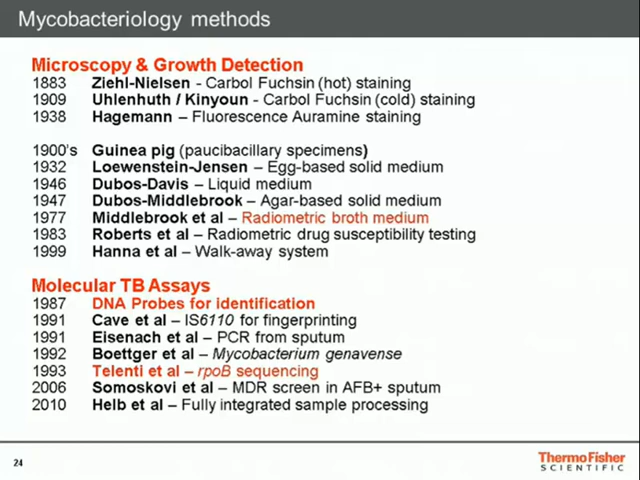 Mycobacteriology methods
Microscopy & Growth Detection
1883 Ziehl-Nielsen - Carbol Fuchsin (hot) staining
1909 Uhlenhuth / Kinyoun - Carbol Fuchsin (cold) staining
1938 Hagemann – Fluorescence Auramine staining
1900's Guinea pig (paucibacillary specimens)
1932 Loewenstein-Jensen – Egg-based solid medium
1946 Dubos-Davis – Liquid medium
1947 Dubos-Middlebrook – Agar-based solid medium
1977 Middlebrook et al – Radiometric broth medium
1983 Roberts et al – Radiometric drug susceptibility testing
1999 Hanna et al – Walk-away system
Molecular TB Assays
1987 DNA Probes for identification
1991 Cave et al – IS6110 for fingerprinting
1991 Eisenach et al – PCR from sputum
1992 Boettger et al – Mycobacterium genavense
1993 Telenti et al – rpoB sequencing
2006 Somoskovi et al – MDR screen in AFB+ sputum
2010 Helb et al – Fully integrated sample processing
24
ThermoFisher
SCIENTIFIC